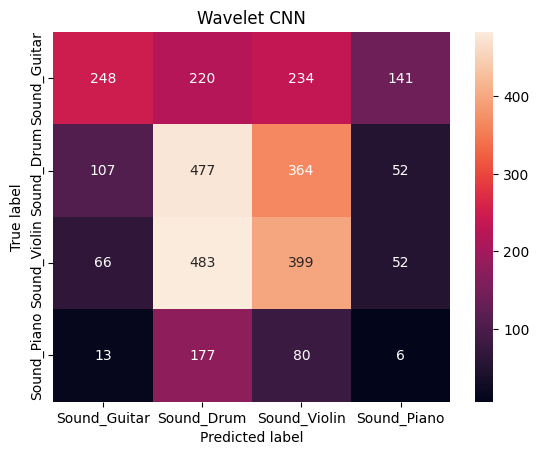 Wavelet CNN
True label
Sound_Guitar
248 220 234 141
400
Sound_Drum
107 477 364 52
300
Sound_Violin
66 483 399 52
200
Sound_Piano
13 177 80 6
100
Sound_Guitar Sound_Drum Sound_Violin Sound_Piano
Predicted label